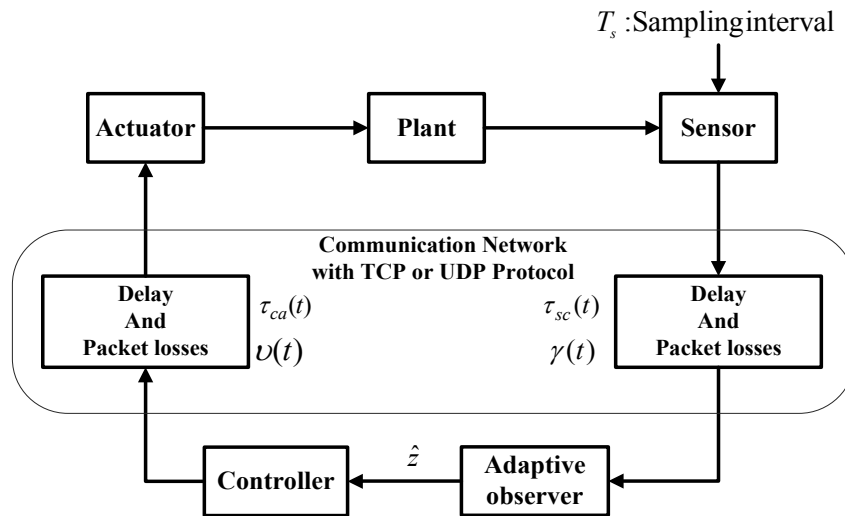 T_s :Samplinginterval
Actuator
Plant
Sensor
Communication Network
with TCP or UDP Protocol
Delay
And
Packet losses
τ_ca(t)
υ(t)
τ_sc(t)
γ(t)
Delay
And
Packet losses
Controller
ẑ
Adaptive
observer